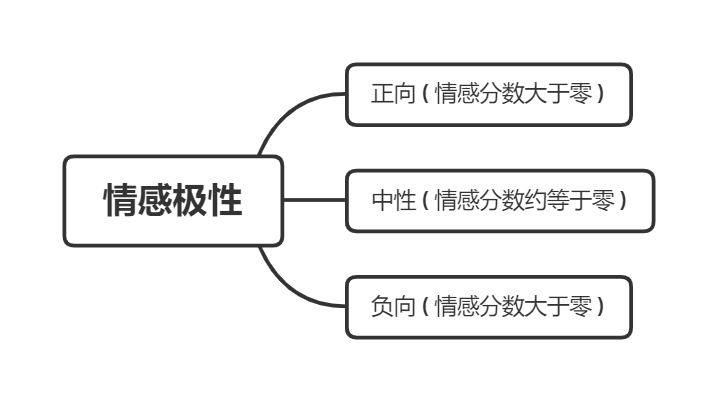 情感极性
正向 ( 情感分数大于零 )
中性 ( 情感分数约等于零 )
负向 ( 情感分数大于零 )